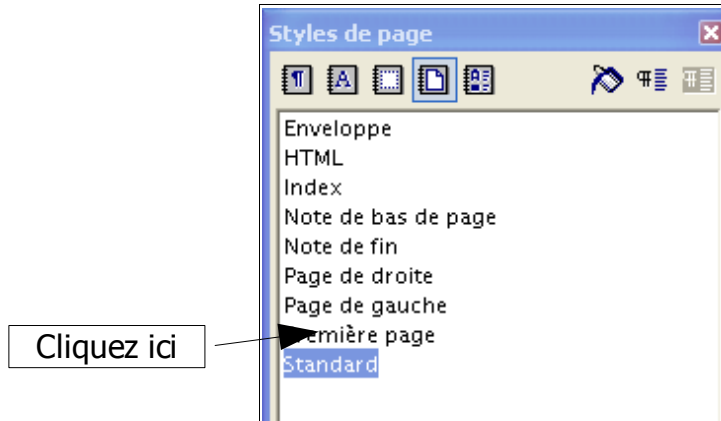 Styles de page
Enveloppe
HTML
Index
Note de bas de page
Note de fin
Page de droite
Page de gauche
Première page
Cliquez ici
Standard